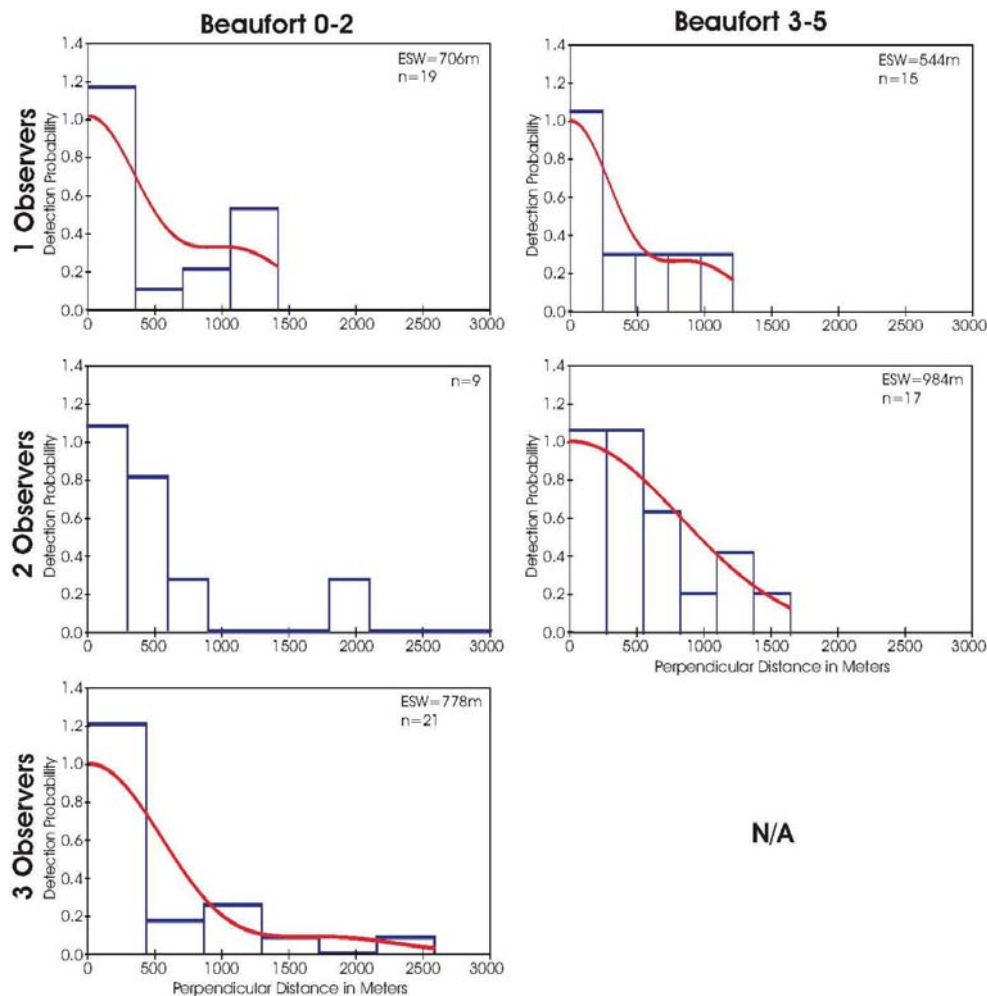 Beaufort 0-2
Beaufort 3-5
1 Observers
Detection Probability
1.4
1.2
1.0
0.8
0.6
0.4
0.2
0.0
ESW=706m
n=19
0 500 1000 1500 2000 2500 3000
Detection Probability
1.4
1.2
1.0
0.8
0.6
0.4
0.2
0.0
ESW=544m
n=15
0 500 1000 1500 2000 2500 3000
2 Observers
Detection Probability
1.4
1.2
1.0
0.8
0.6
0.4
0.2
0.0
n=9
0 500 1000 1500 2000 2500 3000
Detection Probability
1.4
1.2
1.0
0.8
0.6
0.4
0.2
0.0
ESW=984m
n=17
0 500 1000 1500 2000 2500 3000
Perpendicular Distance in Meters
3 Observers
Detection Probability
1.4
1.2
1.0
0.8
0.6
0.4
0.2
0.0
ESW=778m
n=21
0 500 1000 1500 2000 2500 3000
Perpendicular Distance in Meters
N/A